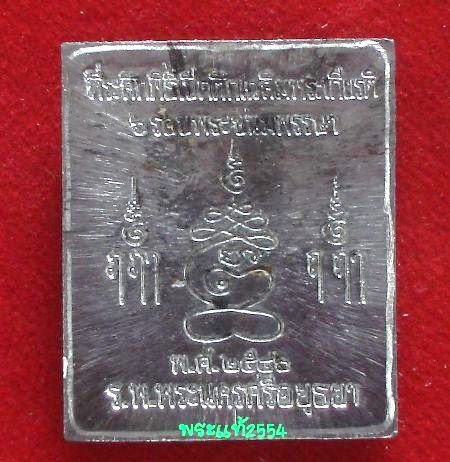 ที่ระลึกพิธีเปิดตึกเฉลิมพระเกียรติ
๖ รอบพระชนมพรรษา
พ.ศ. ๒๕๔๖
ร.พ.พระนครศรีอยุธยา
พระแท้2554